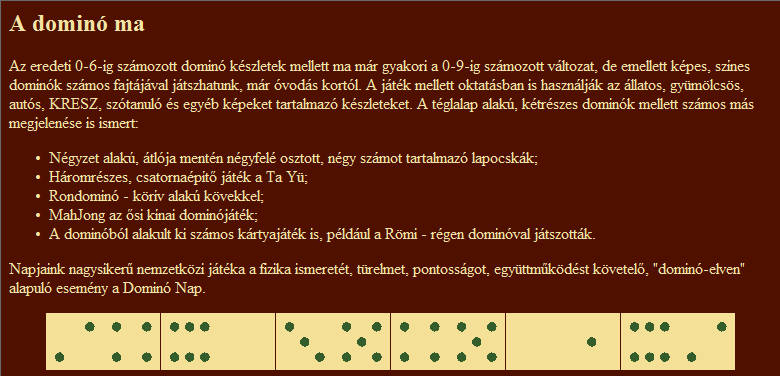 A dominó ma
Az eredeti 0-6-ig számozott dominó készletek mellett ma már gyakori a 0-9-ig számozott változat, de emellett képes, színes
dominók számos fajtájával játszhatunk, már óvodás kortól. A játék mellett oktatásban is használják az állatos, gyümölcsös,
autós, KRESZ, szótanuló és egyéb képeket tartalmazó készleteket. A téglalap alakú, kétrészes dominók mellett számos más
megjelenése is ismert:
• Négyzet alakú, átlója mentén négyfelé osztott, négy számot tartalmazó lapocskák;
• Háromrészes, csatornaépítő játék a Ta Yü;
• Rondominó - körív alakú kövekkel;
• MahJong az ősi kínai dominójáték;
• A dominóból alakult ki számos kártyajáték is, például a Römi - régen dominóval játszották.
Napjaink nagysikerű nemzetközi játéka a fizika ismeretét, türelmet, pontosságot, együttműködést követelő, "dominó-elven"
alapuló esemény a Dominó Nap.